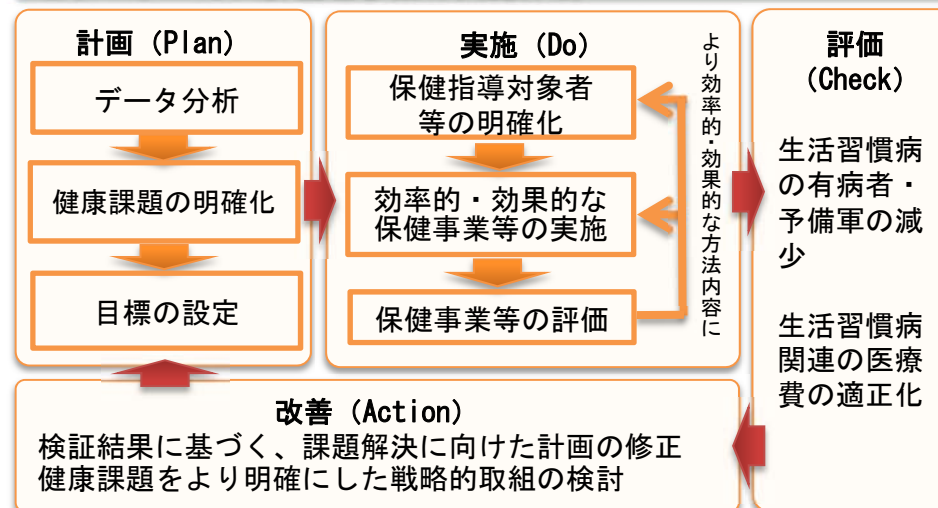 計画（Plan）
データ分析
健康課題の明確化
目標の設定
実施（Do）
保健指導対象者
等の明確化
効率的・効果的な
保健事業等の実施
保健事業等の評価
より効率的・効果的な方法内容に
評価
（Check）
生活習慣病
の有病者・
予備軍の減
少
生活習慣病
関連の医療
費の適正化
改善（Action）
検証結果に基づく、課題解決に向けた計画の修正
健康課題をより明確にした戦略的取組の検討